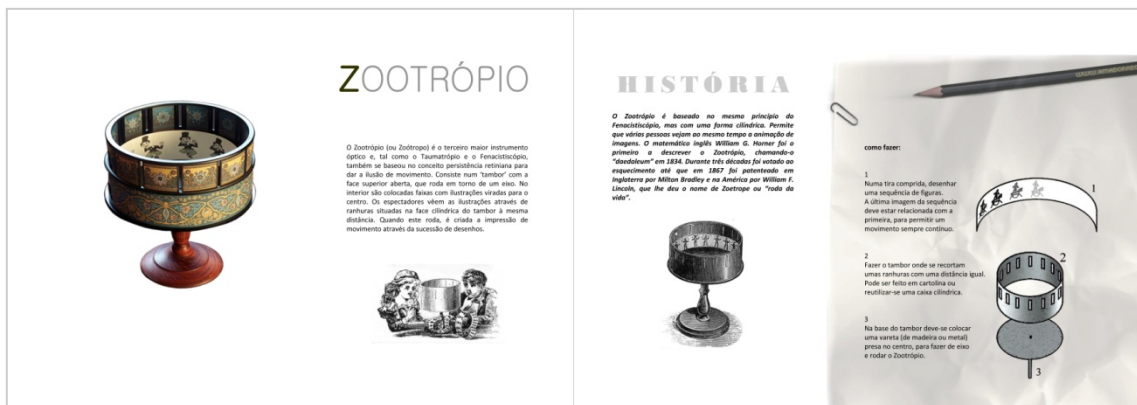 ZOOTRÓPIO
O Zootrópio (ou Zoótropo) é o terceiro maior instrumento
óptico e, tal como o Taumatrópio e o Fenacistiscópio,
também se baseou no conceito persistência retiniana para
dar a ilusão de movimento. Consiste num 'tambor' com a
face superior aberta, que roda em torno de um eixo. No
interior são colocadas faixas com ilustrações viradas para o
centro. Os espectadores vêem as ilustrações através de
ranhuras situadas na face cilíndrica do tambor à mesma
distância. Quando este roda, é criada a impressão de
movimento através da sucessão de desenhos.
HISTÓRIA
O Zootrópio é baseado no mesmo princípio do
Fenacistiscópio, mas com uma forma cilíndrica. Permite
que várias pessoas vejam ao mesmo tempo a animação de
imagens. O matemático inglês William G. Horner foi o
primeiro a descrever o Zootrópio, chamando-o
"daedaleum" em 1834. Durante três décadas foi votado ao
esquecimento até que em 1867 foi patenteado em
Inglaterra por Milton Bradley e na América por William F.
Lincoln, que lhe deu o nome de Zoetrope ou "roda da
vida".
como fazer:
1
Numa tira comprida, desenhar
uma sequência de figuras.
A última imagem da sequência
deve estar relacionada com a
primeira, para permitir um
movimento sempre contínuo.
1
2
Fazer o tambor onde se recortam
umas ranhuras com uma distância igual.
Pode ser feito em cartolina ou
reutilizar-se uma caixa cilíndrica.
2
3
Na base do tambor deve-se colocar
uma vareta (de madeira ou metal)
presa no centro, para fazer de eixo
e rodar o Zootrópio.
3